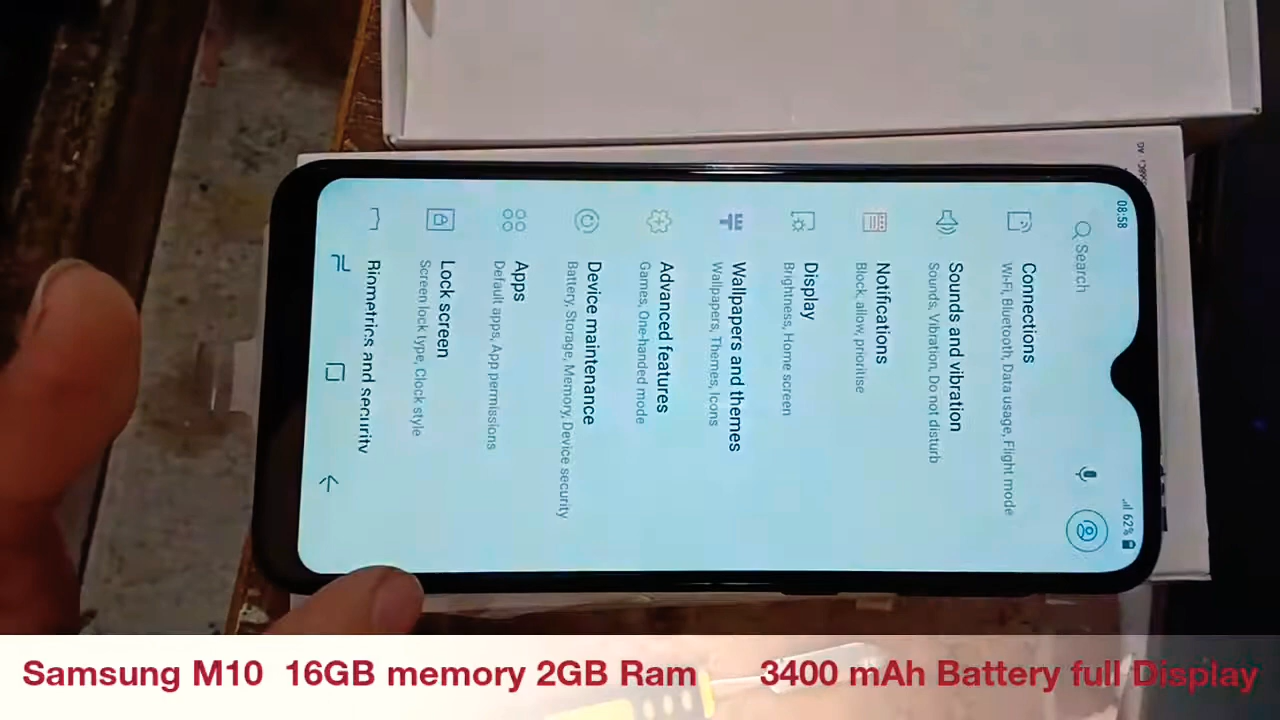 08:58
62%
Search
Connections
Wi-Fi, Bluetooth, Data usage, Flight mode
Sounds and vibration
Sounds, Vibration, Do not disturb
Notifications
Block, allow, prioritise
Display
Brightness, Home screen
Wallpapers and themes
Wallpapers, Themes, Icons
Advanced features
Games, One-handed mode
Device maintenance
Battery, Storage, Memory, Device security
Apps
Default apps, App permissions
Lock screen
Screen lock type, Clock style
Biometrics and security
Samsung M10 16GB memory 2GB Ram 3400 mAh Battery full Display